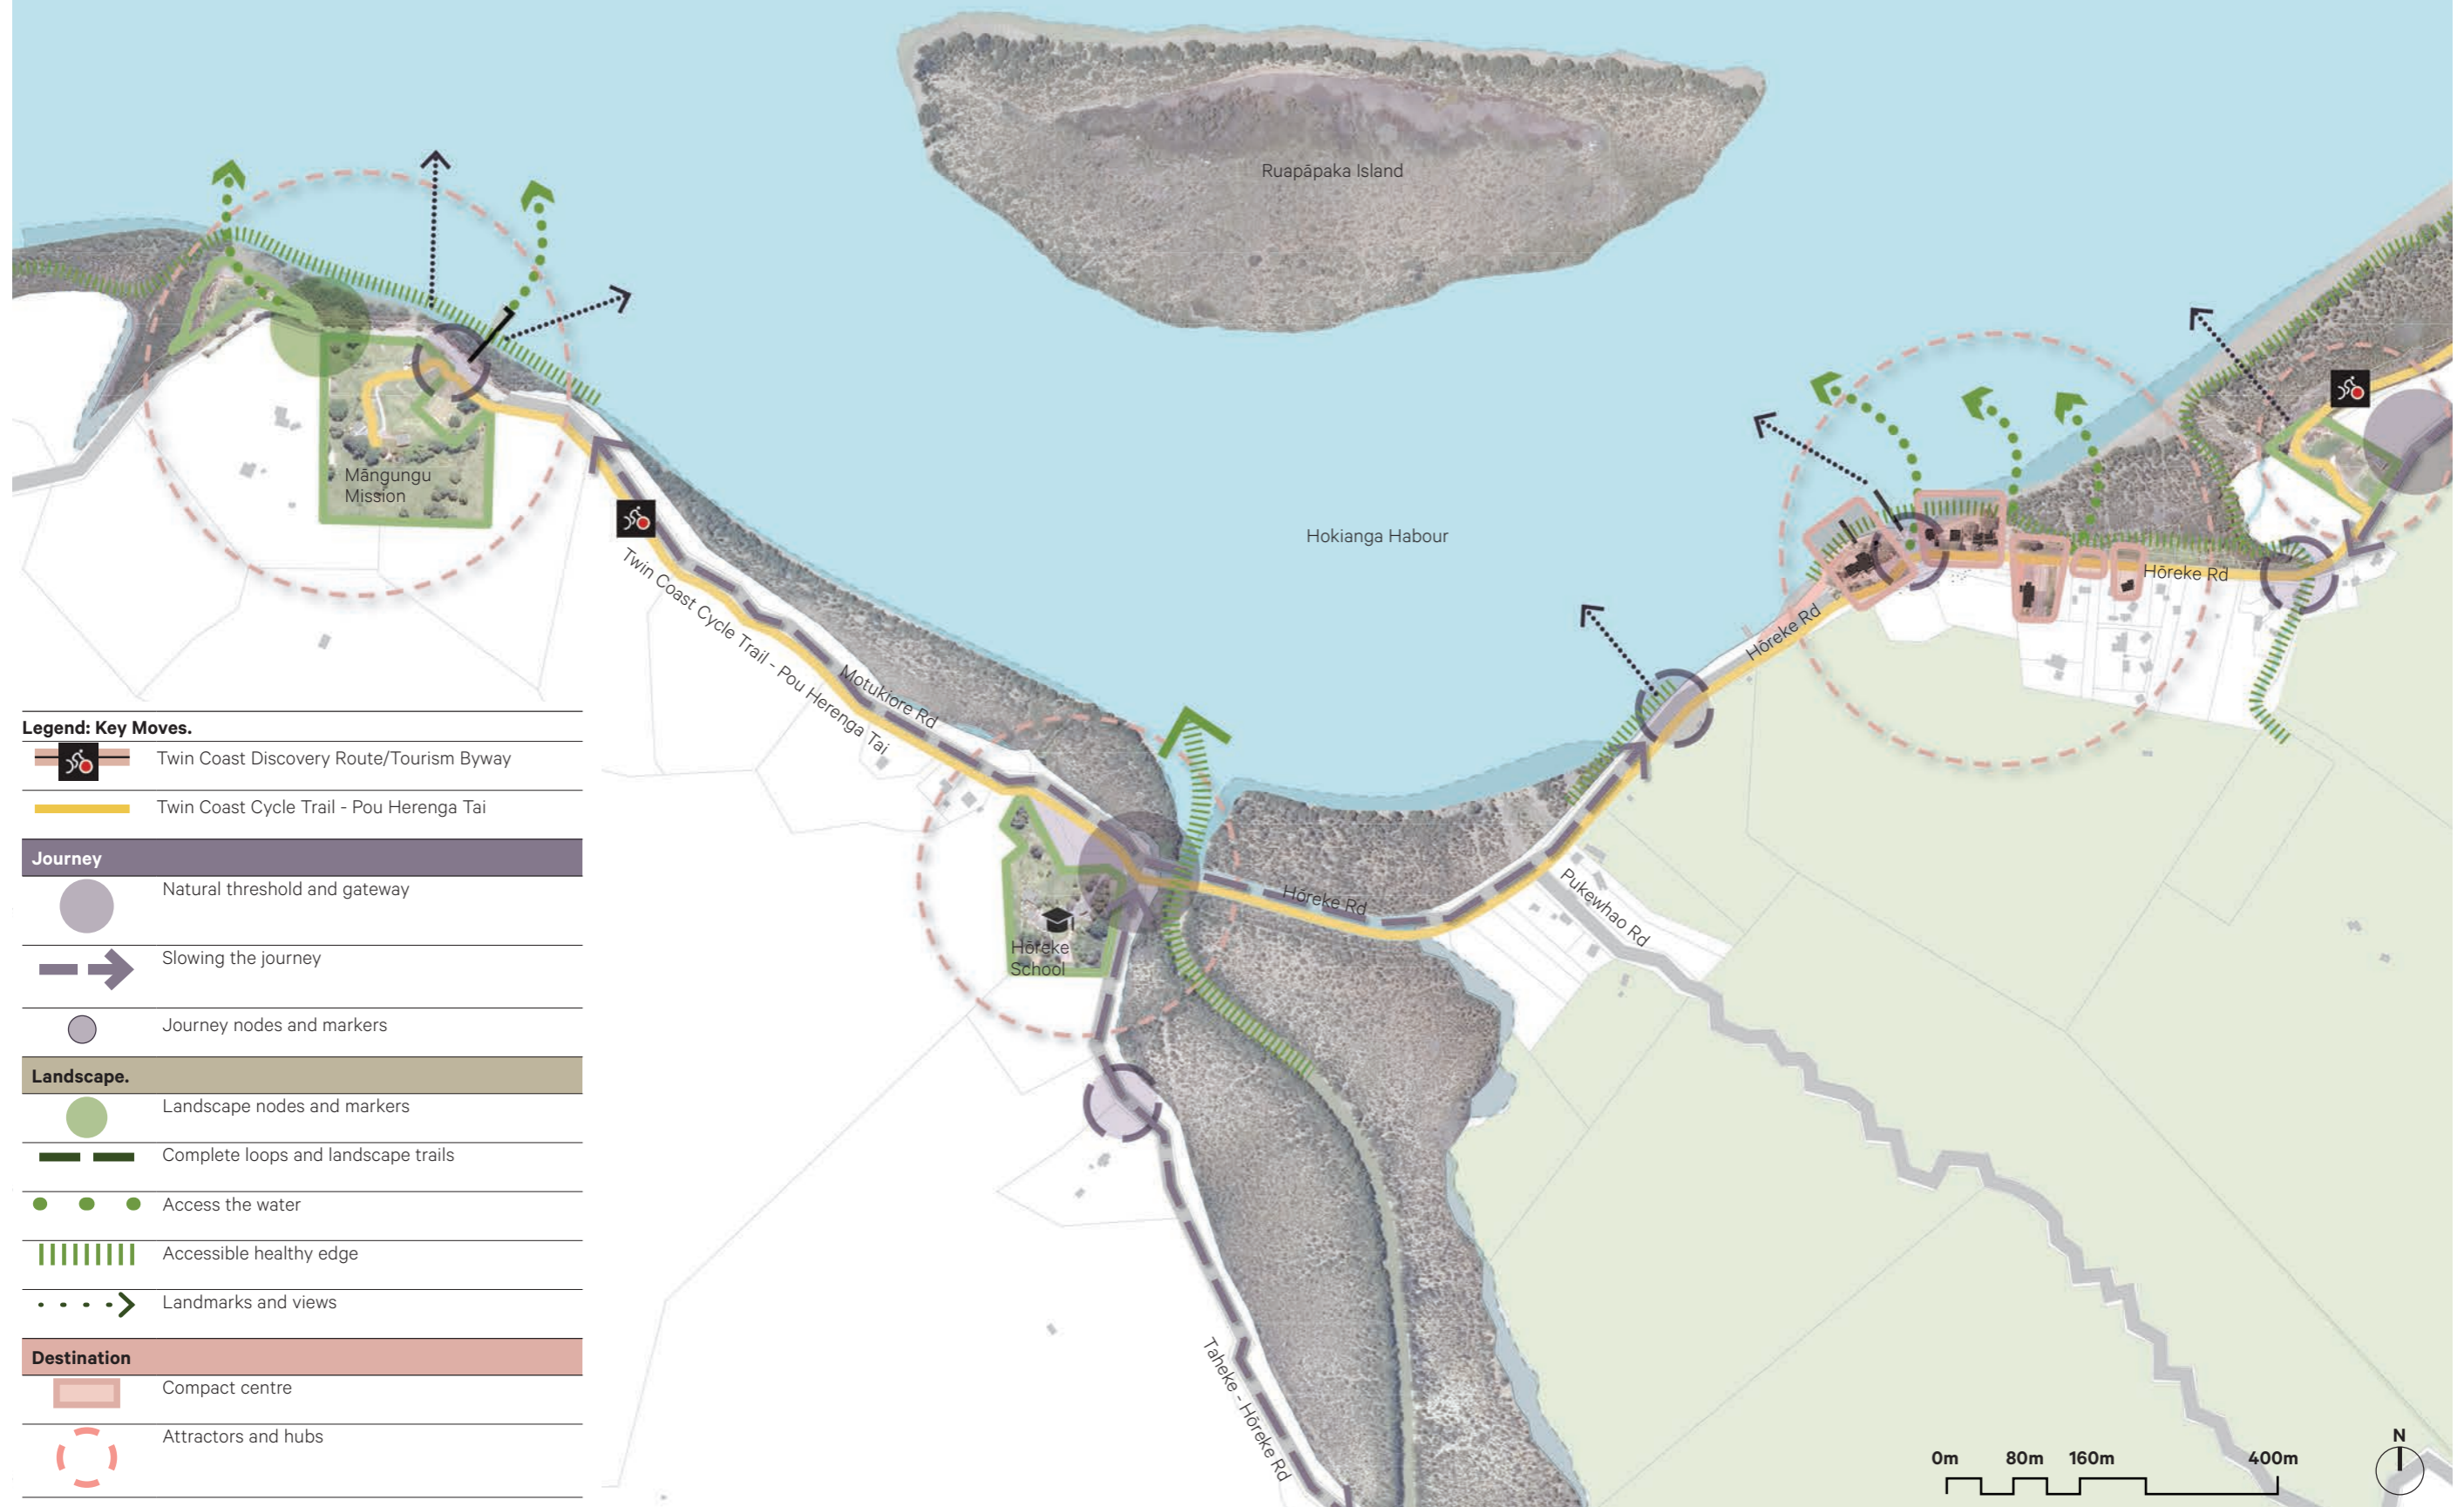 Ruapāpaka Island
Māngungu
Mission
Hokianga Habour
Hōreke Rd
Hōreke Rd
Twin Coast Cycle Trail - Pou Herenga Tai
Motukiore Rd
Hōreke Rd
Pukewhao Rd
Hōreke
School
Taheke - Hōreke Rd
Legend: Key Moves.
Twin Coast Discovery Route/Tourism Byway
Twin Coast Cycle Trail - Pou Herenga Tai
Journey
Natural threshold and gateway
Slowing the journey
Journey nodes and markers
Landscape.
Landscape nodes and markers
Complete loops and landscape trails
Access the water
Accessible healthy edge
Landmarks and views
Destination
Compact centre
Attractors and hubs
0m 80m 160m 400m
N